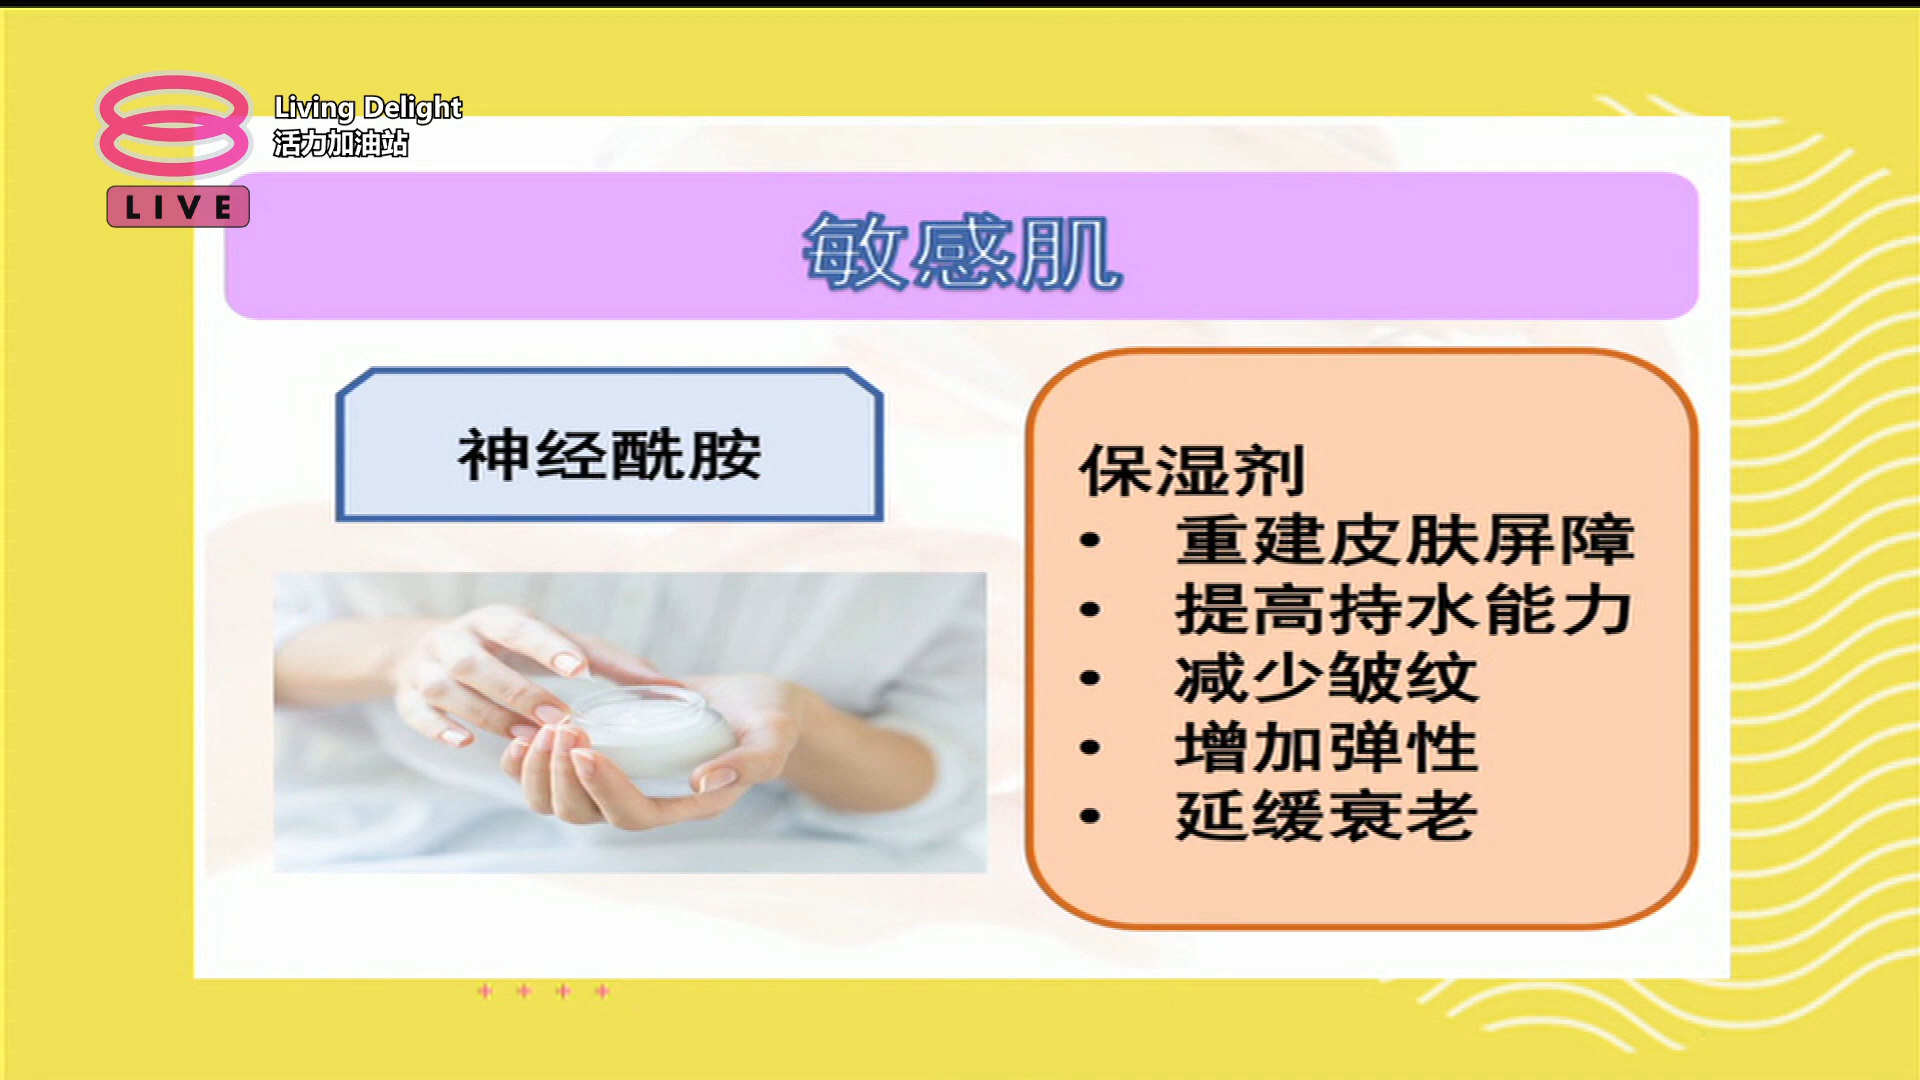 Living Delight
活力加油站
LIVE
敏感肌
神经酰胺
保湿剂
• 重建皮肤屏障
• 提高持水能力
• 减少皱纹
• 增加弹性
• 延缓衰老